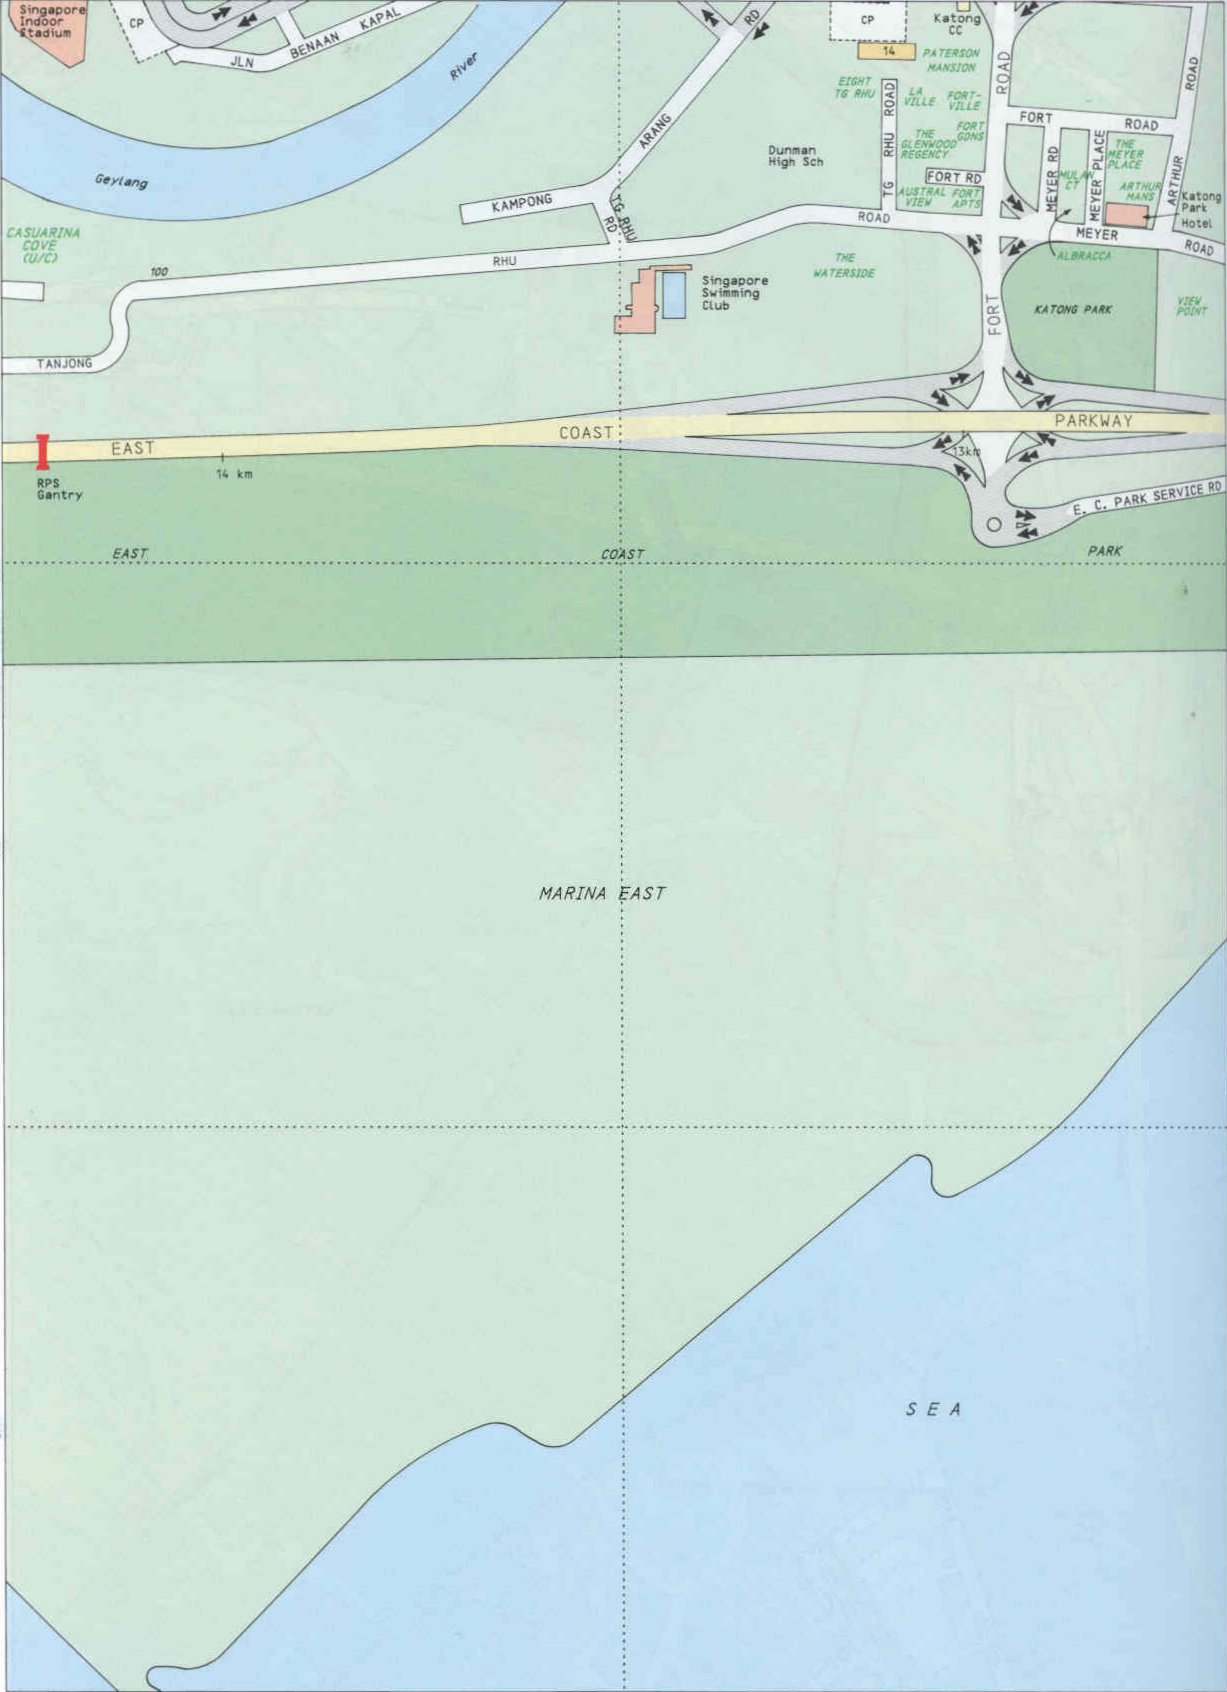 Singapore
Indoor
Stadium
CP
JLN
BENAAN
KAPAL
River
Geylang
RD
ARANG
KAMPONG
TG RHU
RD
CP
Katong
CC
14
PATERSON
MANSION
EIGHT
TG RHU
LA
VILLE
FORT-
VILLE
TG RHU ROAD
THE
GLENWOOD
REGENCY
FORT
GDNS
FORT RD
AUSTRAL
VIEW
FORT
APTS
Dunman
High Sch
ROAD
ROAD
FORT
ROAD
MEYER RD
MULAN
CT
MEYER PLACE
THE
MEYER
PLACE
ARTHUR
MANS
ARTHUR
Katong
Park
Hotel
CASUARINA
COVE
(U/C)
100
RHU
ROAD
MEYER
ROAD
ALBRACCA
TANJONG
Singapore
Swimming
Club
THE
WATERSIDE
FORT
KATONG PARK
VIEW
POINT
EAST
COAST
PARKWAY
RPS
Gantry
14 km
13km
E. C. PARK SERVICE RD
EAST
COAST
PARK
MARINA EAST
SEA